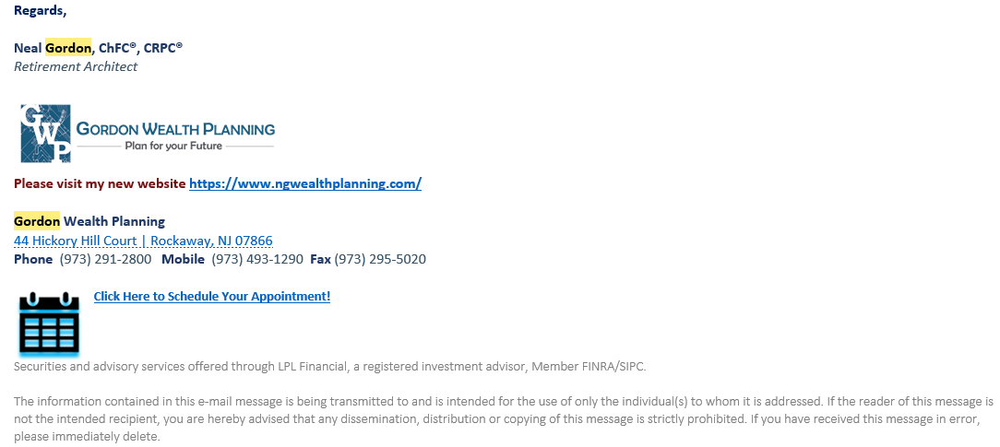 Regards,
Neal Gordon, ChFC®, CRPC®
Retirement Architect
GWP
GORDON WEALTH PLANNING
Plan for your Future
Please visit my new website https://www.ngwealthplanning.com/
Gordon Wealth Planning
44 Hickory Hill Court | Rockaway, NJ 07866
Phone (973) 291-2800 Mobile (973) 493-1290 Fax (973) 295-5020
Click Here to Schedule Your Appointment!
Securities and advisory services offered through LPL Financial, a registered investment advisor, Member FINRA/SIPC.
The information contained in this e-mail message is being transmitted to and is intended for the use of only the individual(s) to whom it is addressed. If the reader of this message is
not the intended recipient, you are hereby advised that any dissemination, distribution or copying of this message is strictly prohibited. If you have received this message in error,
please immediately delete.